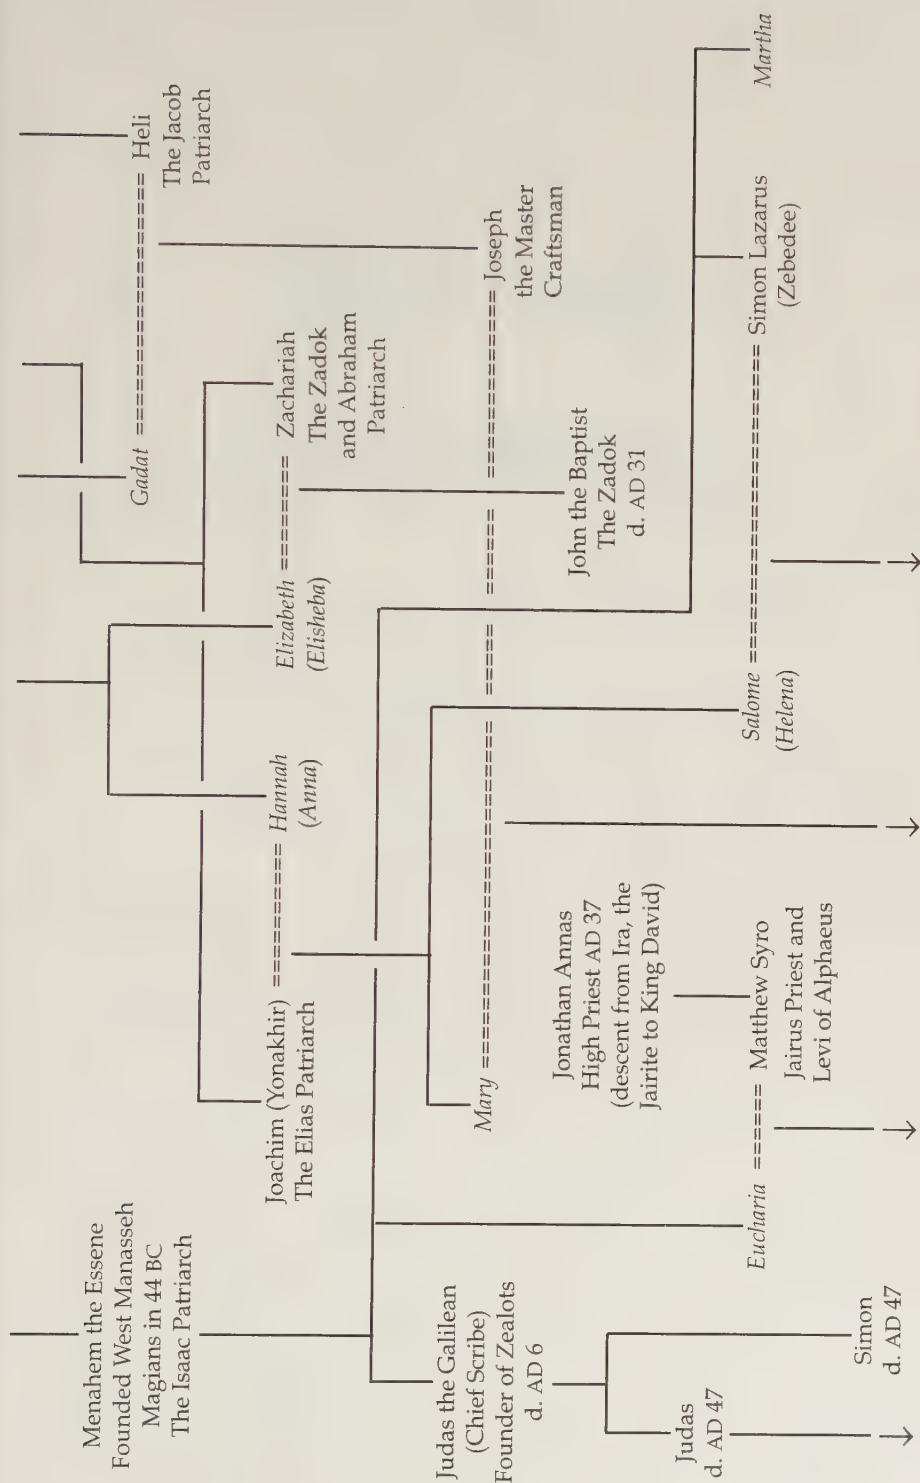 Menahem the Essene
Founded West Manasseh
Magians in 44 BC
The Isaac Patriarch
Gadat ================ Heli
The Jacob
Patriarch
Joachim (Yonakhir) ========== Hannah
The Elias Patriarch
(Anna)
Elizabeth ======== Zachariah
(Elisheba)
The Zadok
and Abraham
Patriarch
Judas the Galilean
(Chief Scribe)
Founder of Zealots
d. AD 6
Mary ================ ====== ====== ============ Joseph
the Master
Craftsman
Jonathan Annas
High Priest AD 37
(descent from Ira, the
Jairite to King David)
John the Baptist
The Zadok
d. AD 31
Judas
d. AD 47
Eucharia ====== Matthew Syro
Jairus Priest and
Levi of Alphaeus
Salome ==================== Simon Lazarus
(Helena)
(Zebedee)
Martha
Simon
d. AD 47